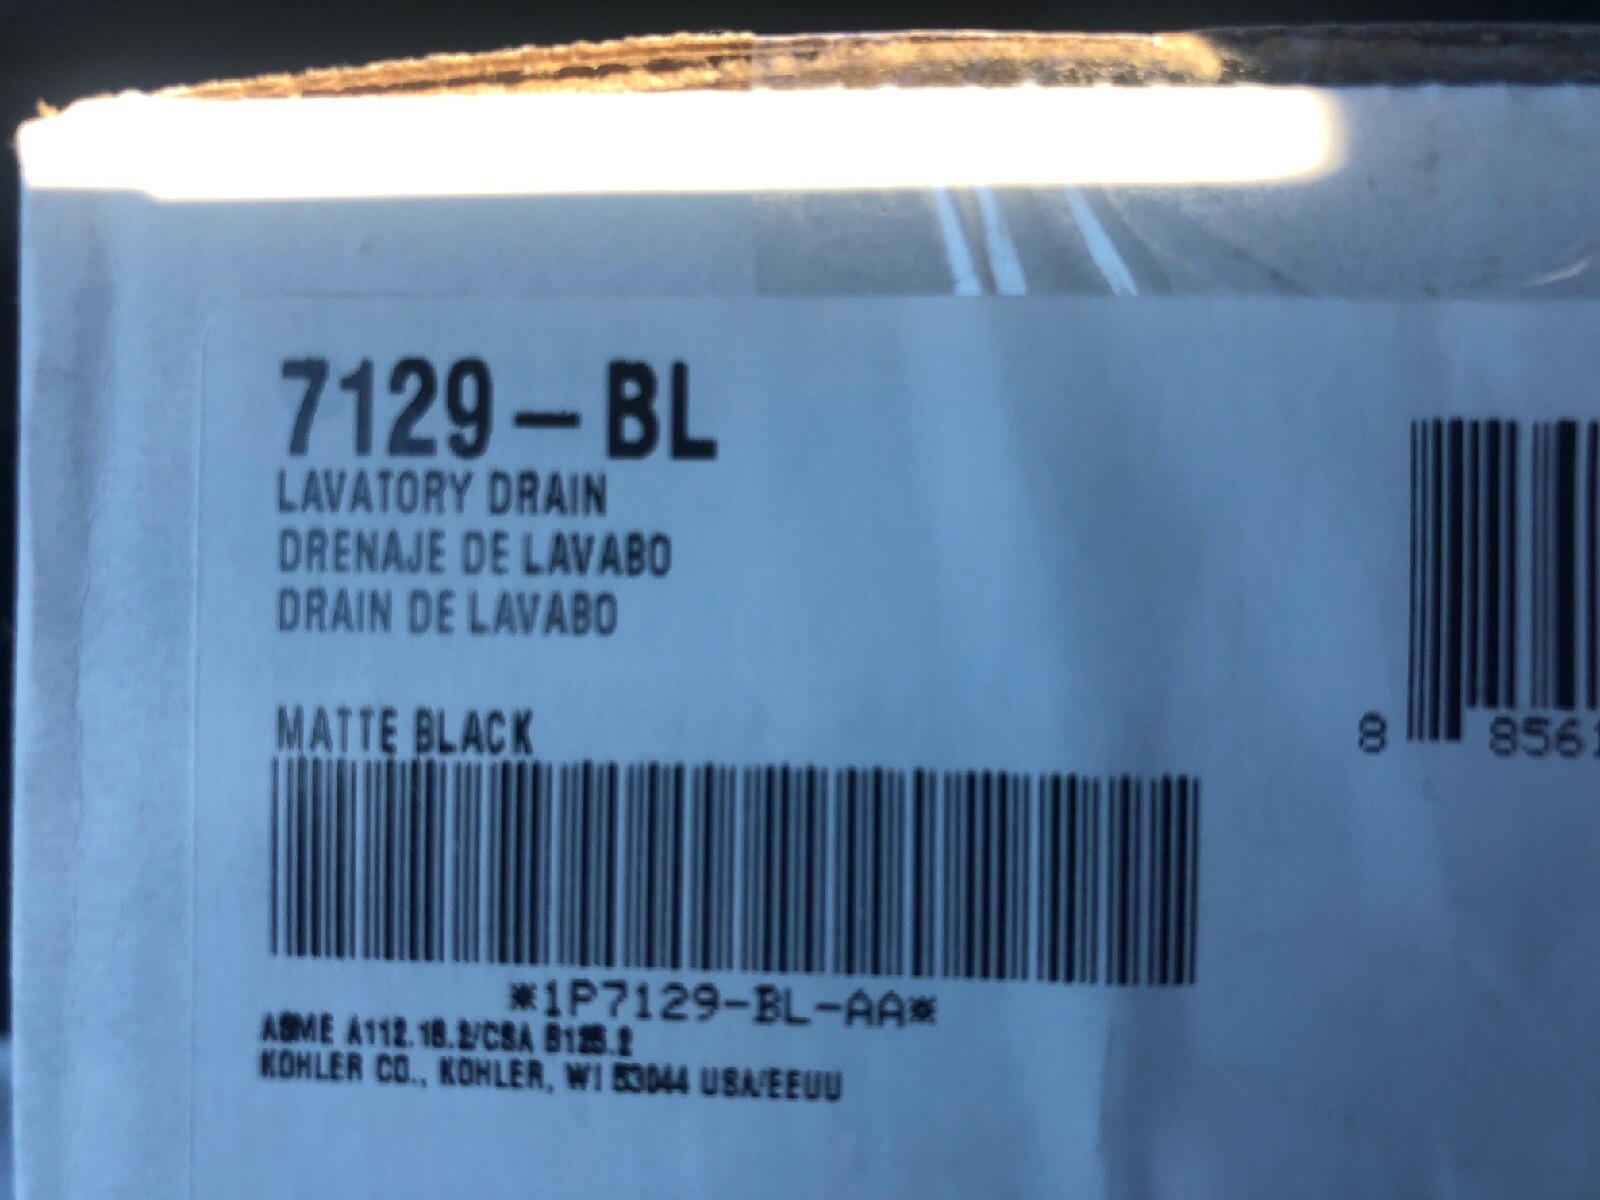 7129-BL
LAVATORY DRAIN
DRENAJE DE LAVABO
DRAIN DE LAVABO
MATTE BLACK
8 8561
*1P7129-BL-AA*
ASME A112.18.2/CSA B125.2
KOHLER CO., KOHLER, WI 53044 USA/EEUU